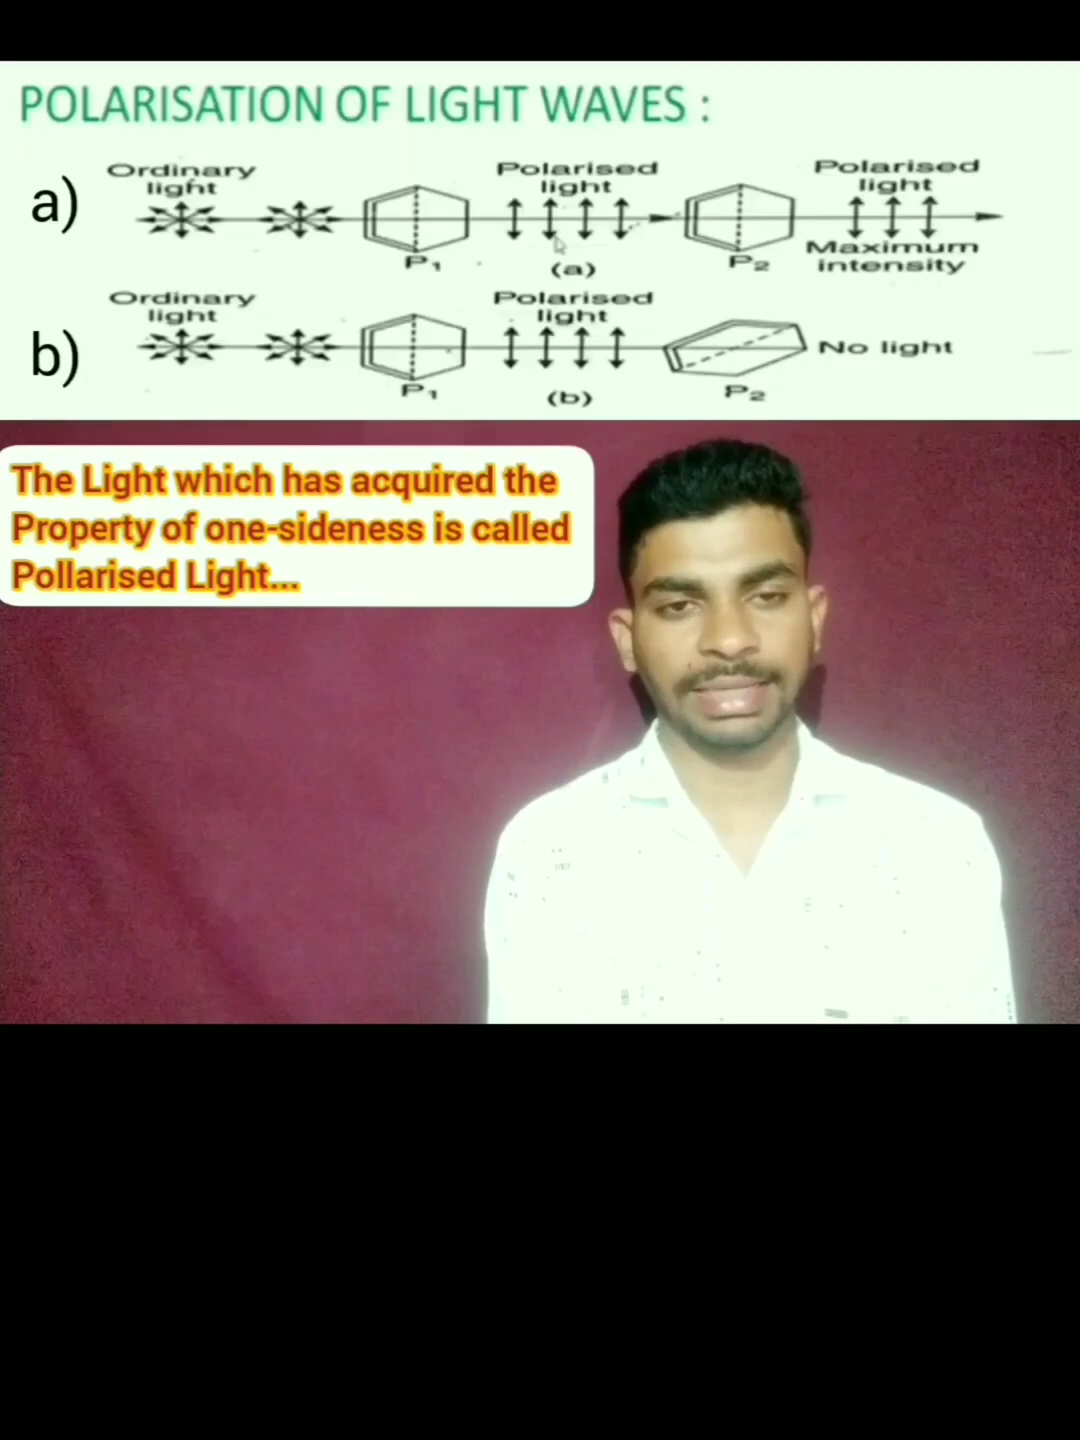 POLARISATION OF LIGHT WAVES :
a)
Ordinary
light
Polarised
light
Polarised
light
P₁
(a)
P₂
Maximum
intensity
b)
Ordinary
light
Polarised
light
No light
P₁
(b)
P₂
The Light which has acquired the
Property of one-sideness is called
Pollarised Light...